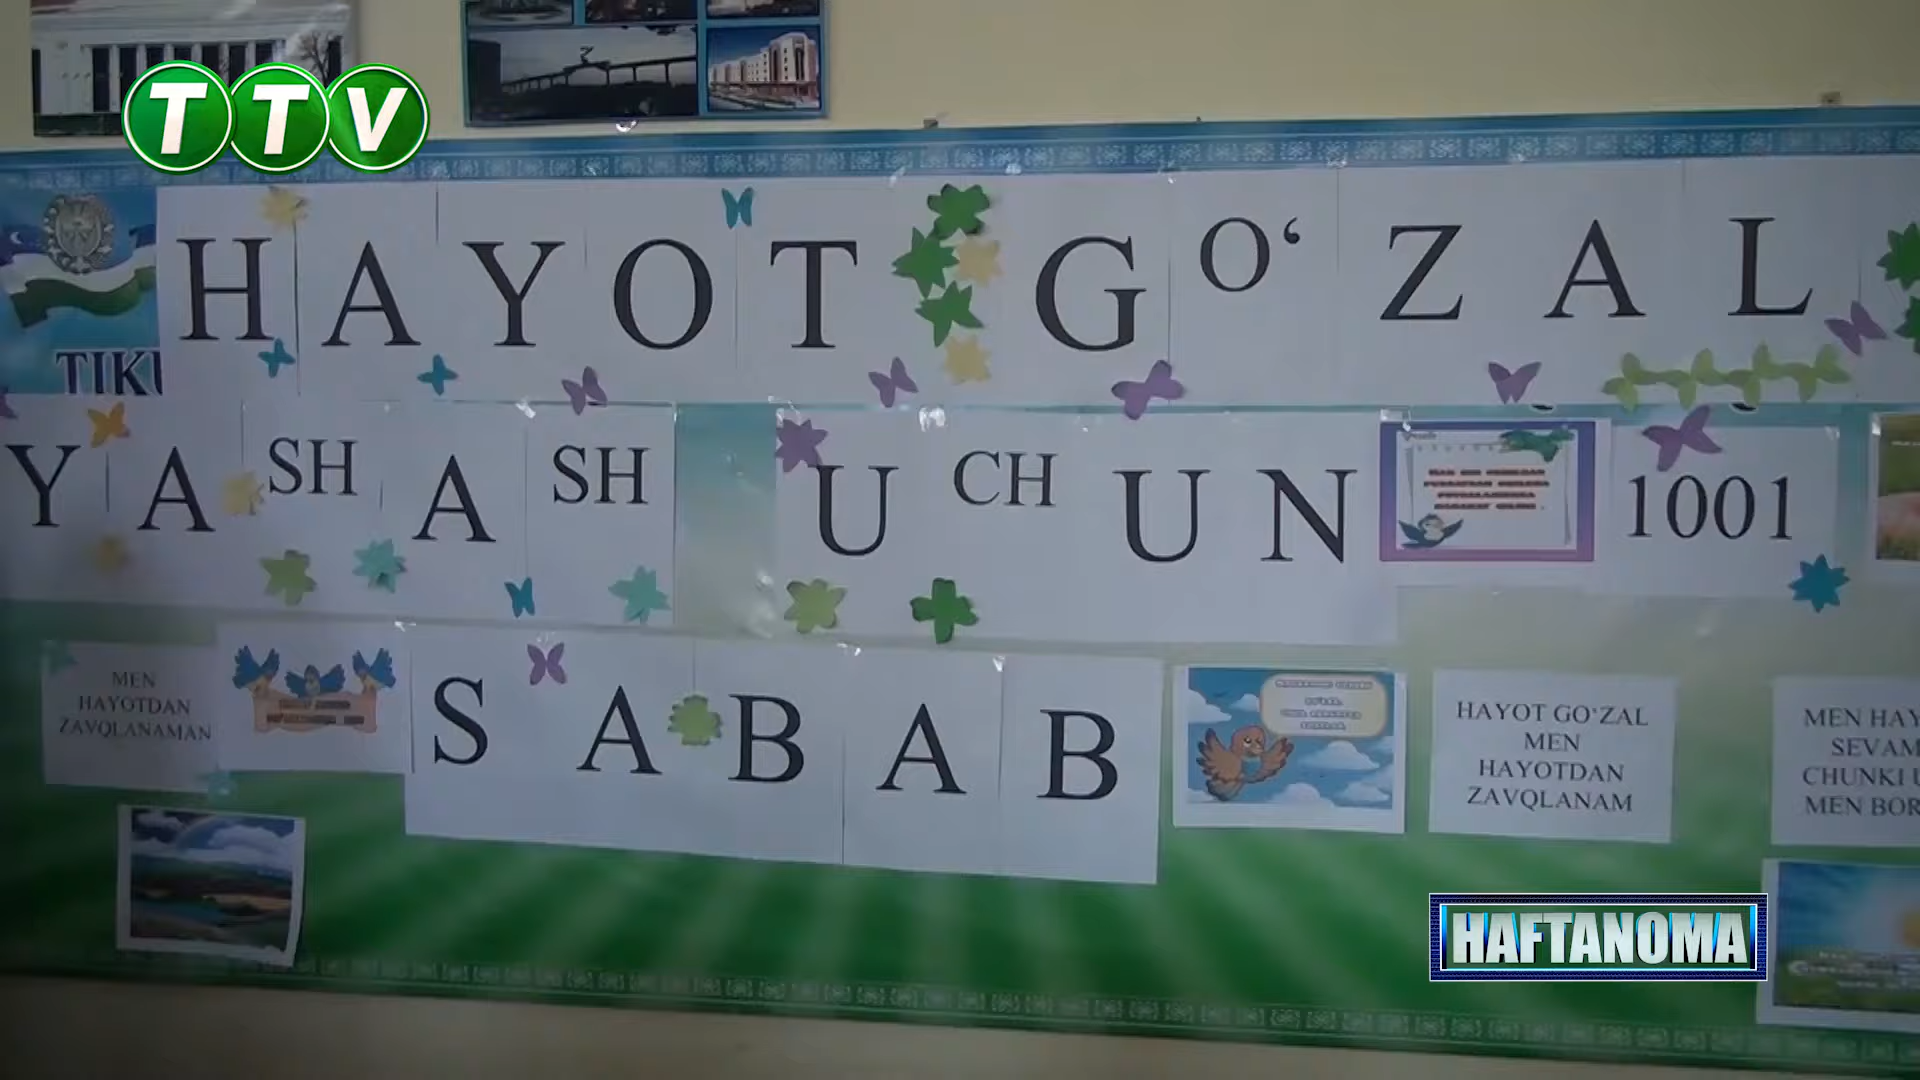 TTV
HAYOT GO‘ZAL
YASHASH UCHUN 1001
SABAB
MEN
HAYOTDAN
ZAVQLANAMAN
HAYOT GO‘ZAL
MEN
HAYOTDAN
ZAVQLANAM
MEN HAY
SEVAM
CHUNKI U
MEN BOR
HAFTANOMA